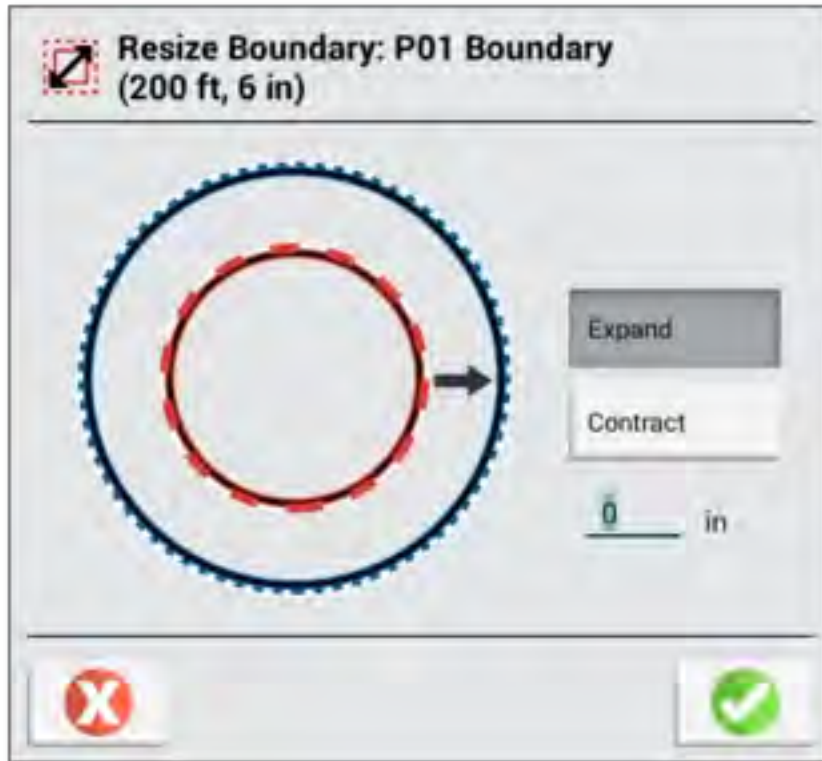 Resize Boundary: P01 Boundary
(200 ft, 6 in)
Expand
Contract
0 in